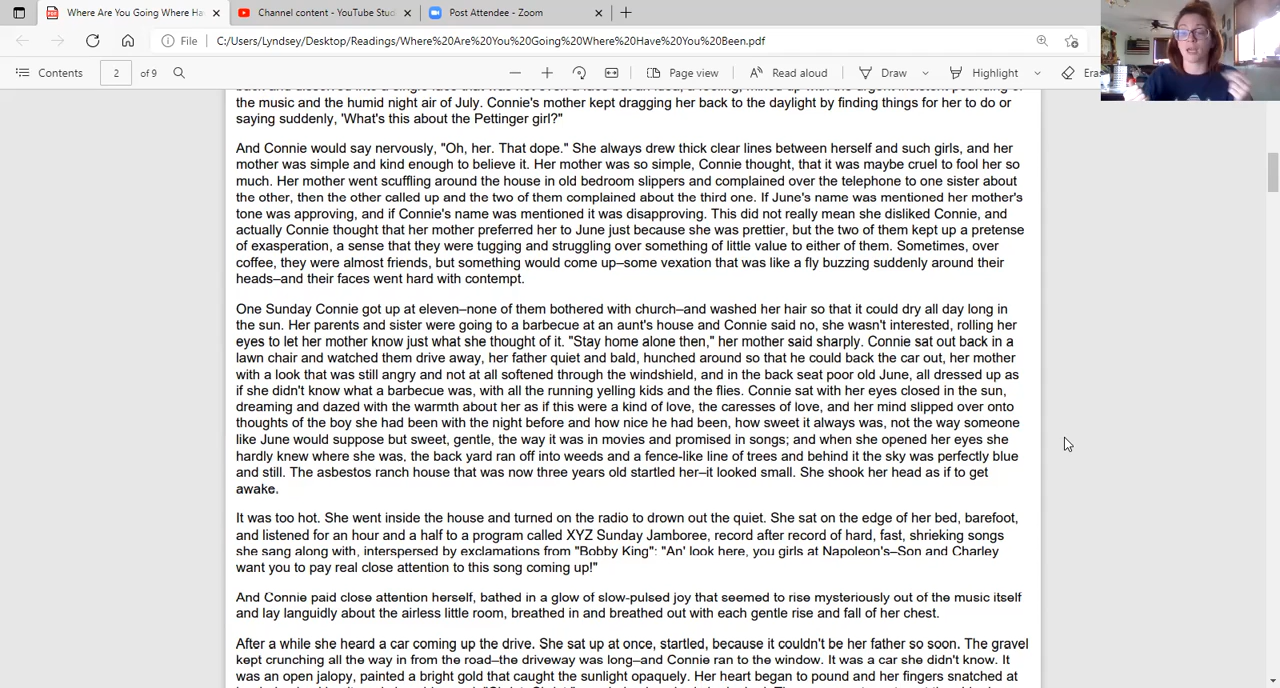 Where Are You Going Where Ha
Channel content - YouTube Stud
Post Attendee - Zoom
File
C:/Users/Lyndsey/Desktop/Readings/Where%20Are%20You%20Going%20Where%20Have%20You%20Been.pdf
Contents
2
of 9
Page view
Read aloud
Draw
Highlight
Era
the music and the humid night air of July. Connie's mother kept dragging her back to the daylight by finding things for her to do or
saying suddenly, 'What's this about the Pettinger girl?"
And Connie would say nervously, "Oh, her. That dope." She always drew thick clear lines between herself and such girls, and her
mother was simple and kind enough to believe it. Her mother was so simple, Connie thought, that it was maybe cruel to fool her so
much. Her mother went scuffling around the house in old bedroom slippers and complained over the telephone to one sister about
the other, then the other called up and the two of them complained about the third one. If June's name was mentioned her mother's
tone was approving, and if Connie's name was mentioned it was disapproving. This did not really mean she disliked Connie, and
actually Connie thought that her mother preferred her to June just because she was prettier, but the two of them kept up a pretense
of exasperation, a sense that they were tugging and struggling over something of little value to either of them. Sometimes, over
coffee, they were almost friends, but something would come up–some vexation that was like a fly buzzing suddenly around their
heads–and their faces went hard with contempt.
One Sunday Connie got up at eleven–none of them bothered with church–and washed her hair so that it could dry all day long in
the sun. Her parents and sister were going to a barbecue at an aunt's house and Connie said no, she wasn't interested, rolling her
eyes to let her mother know just what she thought of it. "Stay home alone then," her mother said sharply. Connie sat out back in a
lawn chair and watched them drive away, her father quiet and bald, hunched around so that he could back the car out, her mother
with a look that was still angry and not at all softened through the windshield, and in the back seat poor old June, all dressed up as
if she didn't know what a barbecue was, with all the running yelling kids and the flies. Connie sat with her eyes closed in the sun,
dreaming and dazed with the warmth about her as if this were a kind of love, the caresses of love, and her mind slipped over onto
thoughts of the boy she had been with the night before and how nice he had been, how sweet it always was, not the way someone
like June would suppose but sweet, gentle, the way it was in movies and promised in songs; and when she opened her eyes she
hardly knew where she was, the back yard ran off into weeds and a fence-like line of trees and behind it the sky was perfectly blue
and still. The asbestos ranch house that was now three years old startled her–it looked small. She shook her head as if to get
awake.
It was too hot. She went inside the house and turned on the radio to drown out the quiet. She sat on the edge of her bed, barefoot,
and listened for an hour and a half to a program called XYZ Sunday Jamboree, record after record of hard, fast, shrieking songs
she sang along with, interspersed by exclamations from "Bobby King": "An' look here, you girls at Napoleon's–Son and Charley
want you to pay real close attention to this song coming up!"
And Connie paid close attention herself, bathed in a glow of slow-pulsed joy that seemed to rise mysteriously out of the music itself
and lay languidly about the airless little room, breathed in and breathed out with each gentle rise and fall of her chest.
After a while she heard a car coming up the drive. She sat up at once, startled, because it couldn't be her father so soon. The gravel
kept crunching all the way in from the road–the driveway was long–and Connie ran to the window. It was a car she didn't know. It
was an open jalopy, painted a bright gold that caught the sunlight opaquely. Her heart began to pound and her fingers snatched at